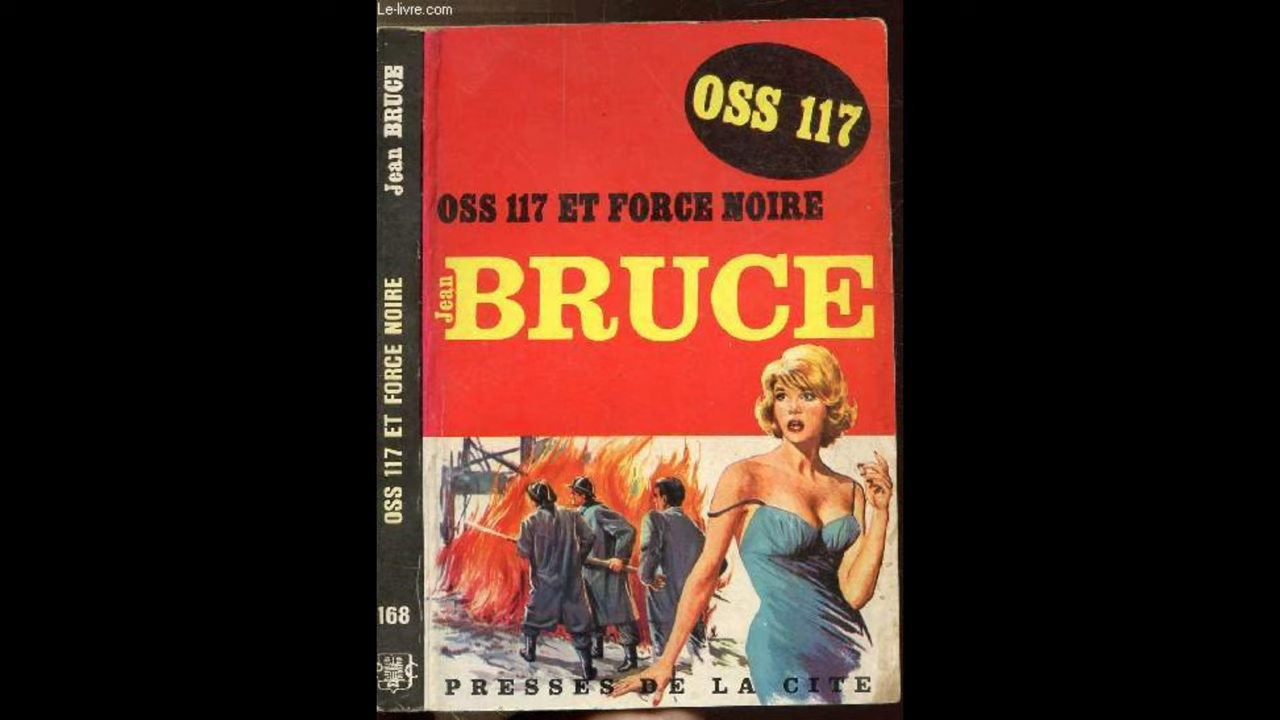 Le-livre.com
Jean BRUCE
OSS 117 ET FORCE NOIRE
168
OSS 117
OSS 117 ET FORCE NOIRE
Jean
BRUCE
PRESSES DE LA CITE